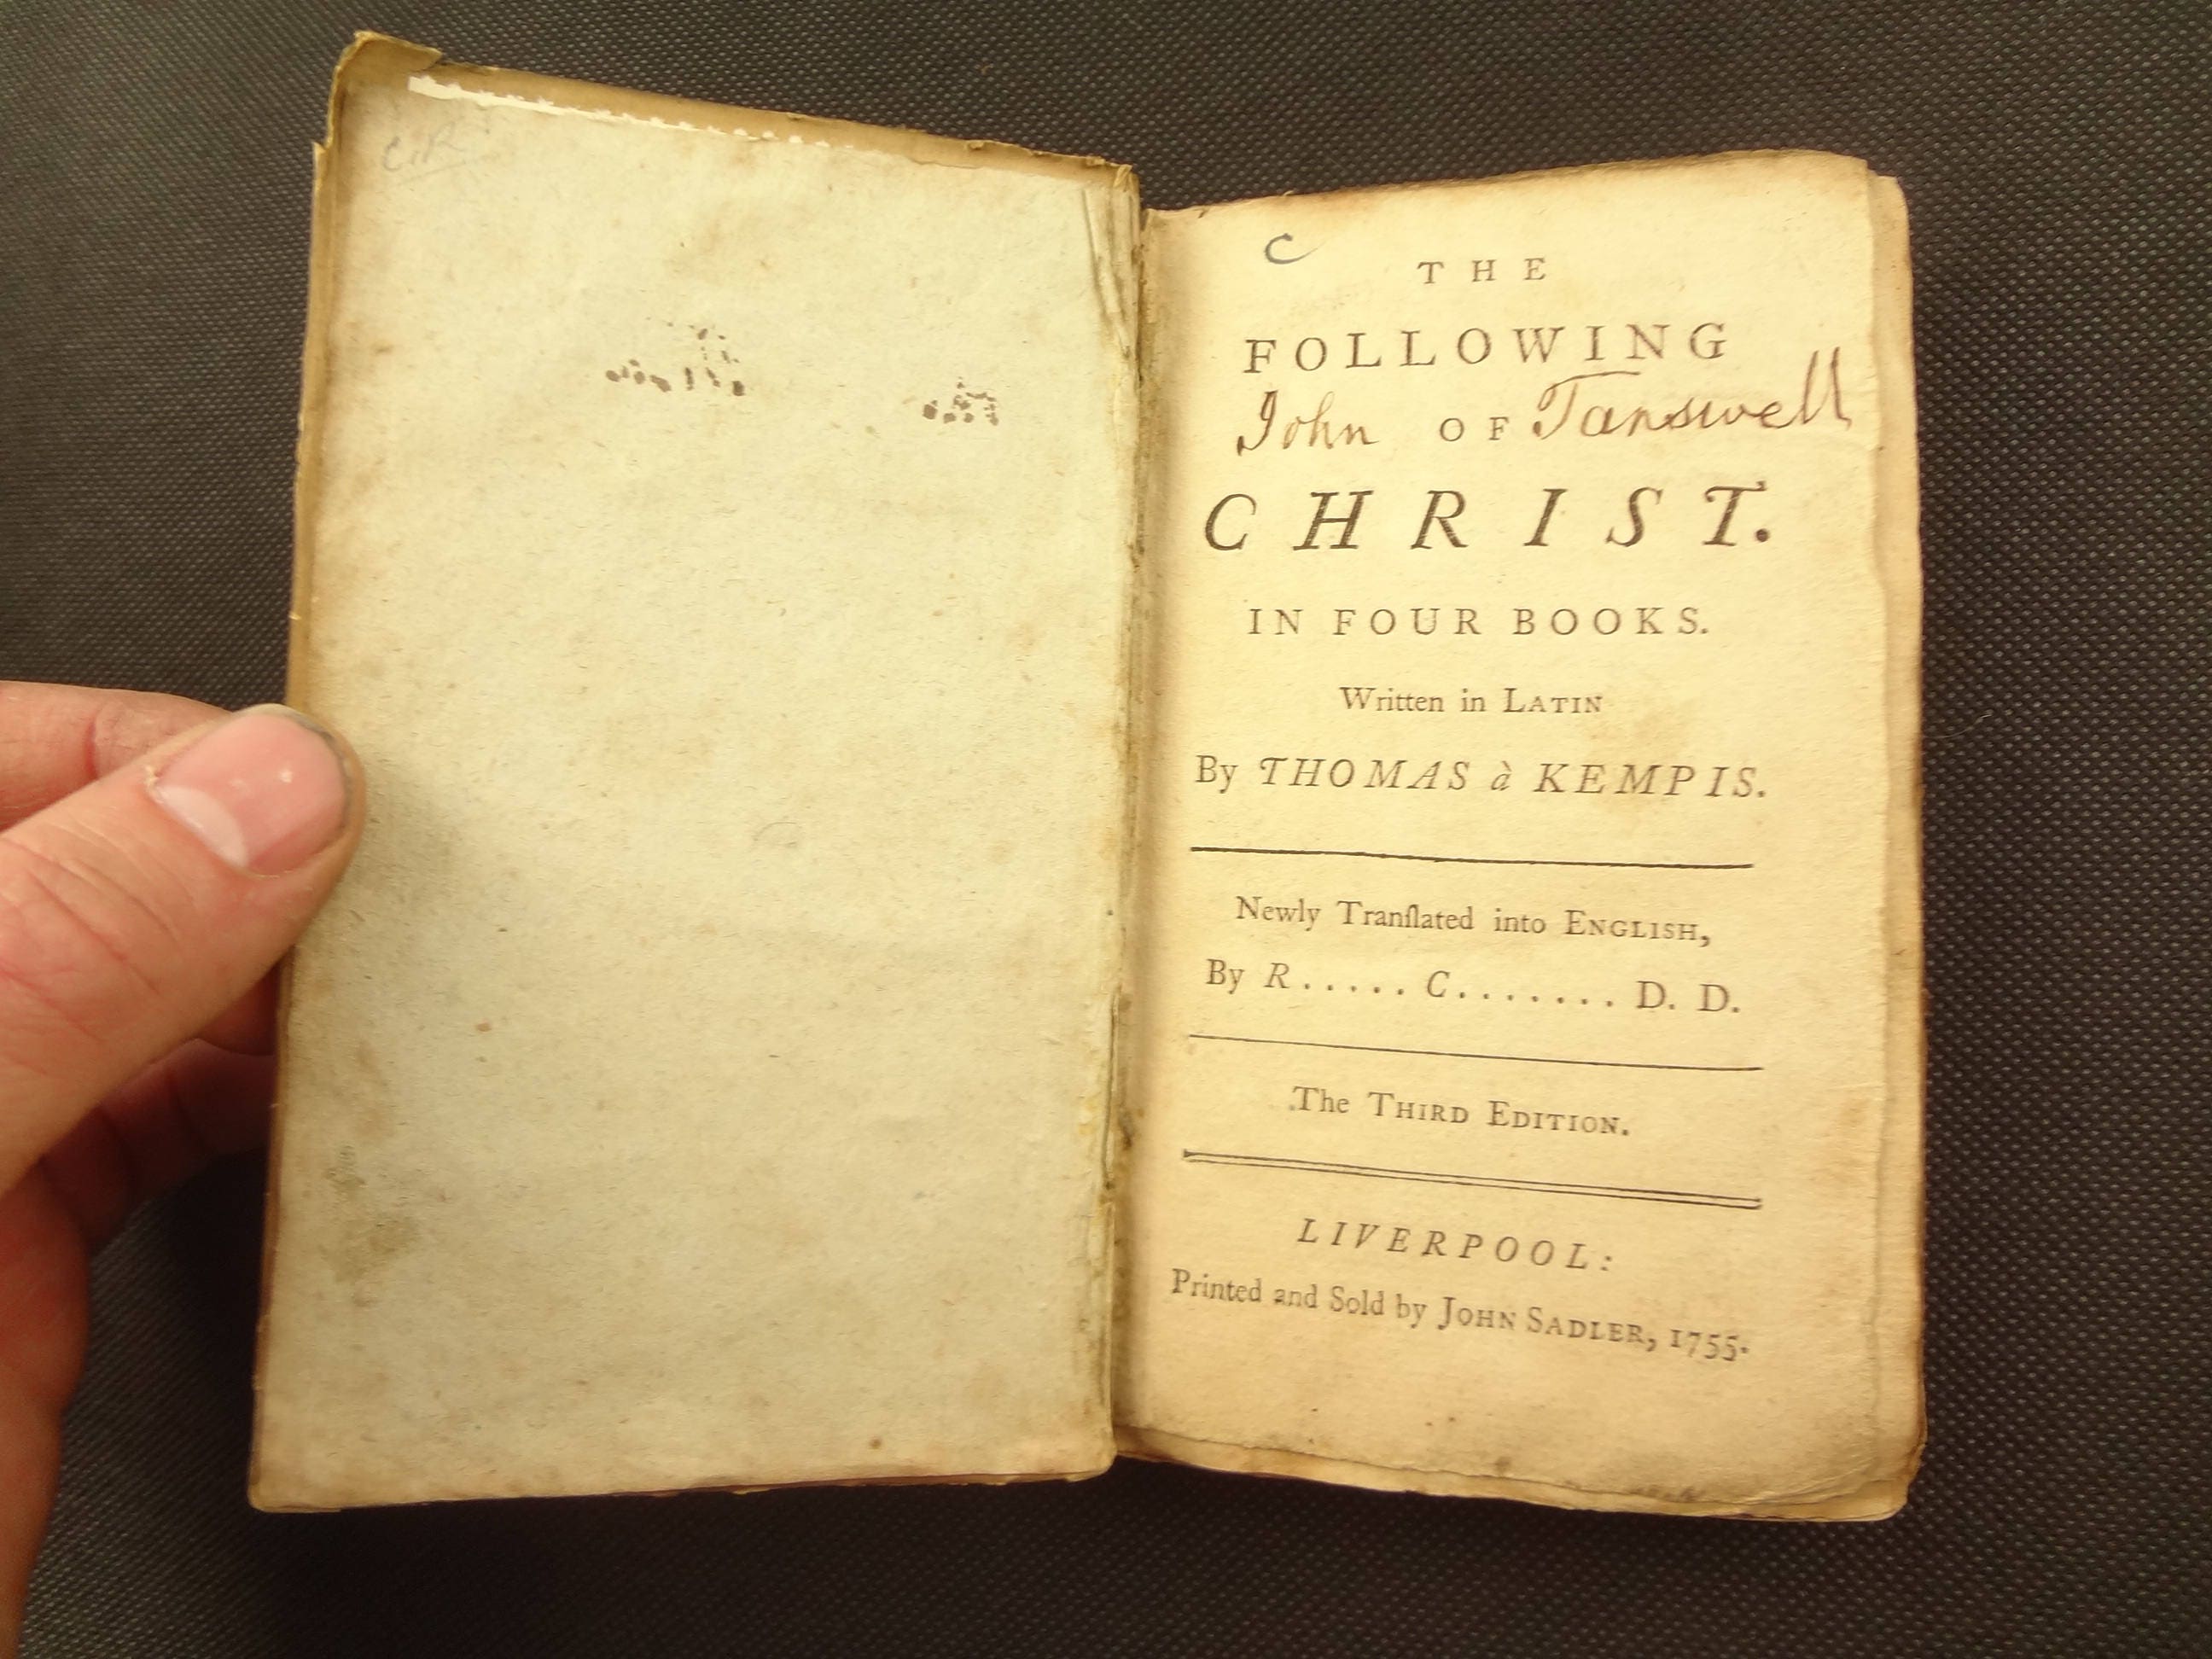 C
THE
FOLLOWING
John OF Tanswell
CHRIST.
IN FOUR BOOKS.
Written in LATIN
By THOMAS à KEMPIS.
Newly Tranſlated into ENGLISH,
By R..... C....... D. D.
The THIRD EDITION.
LIVERPOOL:
Printed and Sold by JOHN SADLER, 1755.